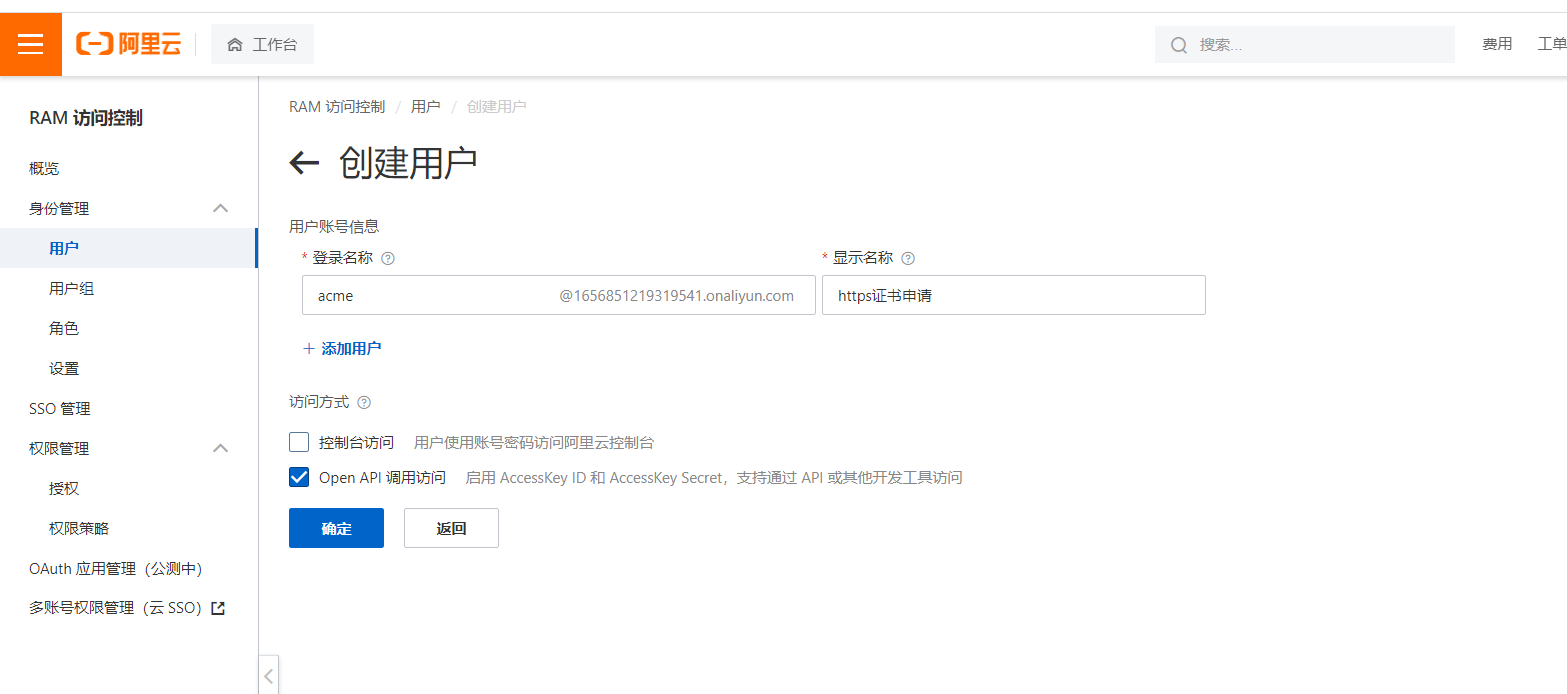 阿里云 工作台 搜索... 费用 工单
RAM 访问控制
概览
身份管理
用户
用户组
角色
设置
SSO 管理
权限管理
授权
权限策略
OAuth 应用管理（公测中）
多账号权限管理（云 SSO）
RAM 访问控制 / 用户 / 创建用户
创建用户
用户账号信息
* 登录名称 * 显示名称
acme @1656851219319541.onaliyun.com https证书申请
+ 添加用户
访问方式
控制台访问 用户使用账号密码访问阿里云控制台
Open API 调用访问 启用 AccessKey ID 和 AccessKey Secret，支持通过 API 或其他开发工具访问
确定 返回